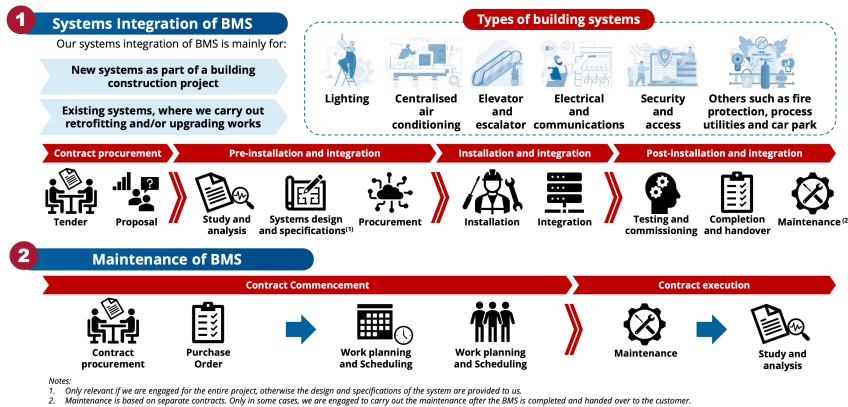 1
Systems Integration of BMS
Our systems integration of BMS is mainly for:
New systems as part of a building
construction project
Existing systems, where we carry out
retrofitting and/or upgrading works
Types of building systems
Lighting
Centralised
air
conditioning
Elevator
and
escalator
Electrical
and
communications
Security
and
access
Others such as fire
protection, process
utilities and car park
Contract procurement
Pre-installation and integration
Installation and integration
Post-installation and integration
Tender
Proposal
Study and
analysis
Systems design
and specifications(1)
Procurement
Installation
Integration
Testing and
commissioning
Completion
and handover
Maintenance(2
2
Maintenance of BMS
Contract Commencement
Contract execution
Contract
procurement
Purchase
Order
Work planning
and Scheduling
Work planning
and Scheduling
Maintenance
Study and
analysis
Notes:
1. Only relevant if we are engaged for the entire project, otherwise the design and specifications of the system are provided to us.
2. Maintenance is based on separate contracts. Only in some cases, we are engaged to carry out the maintenance after the BMS is completed and handed over to the customer.